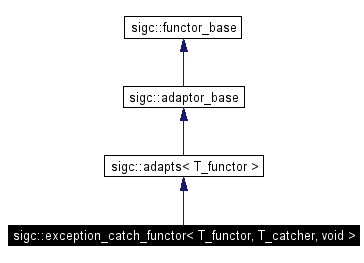 sigc::functor_base
sigc::adaptor_base
sigc::adapts< T_functor >
sigc::exception_catch_functor< T_functor, T_catcher, void >